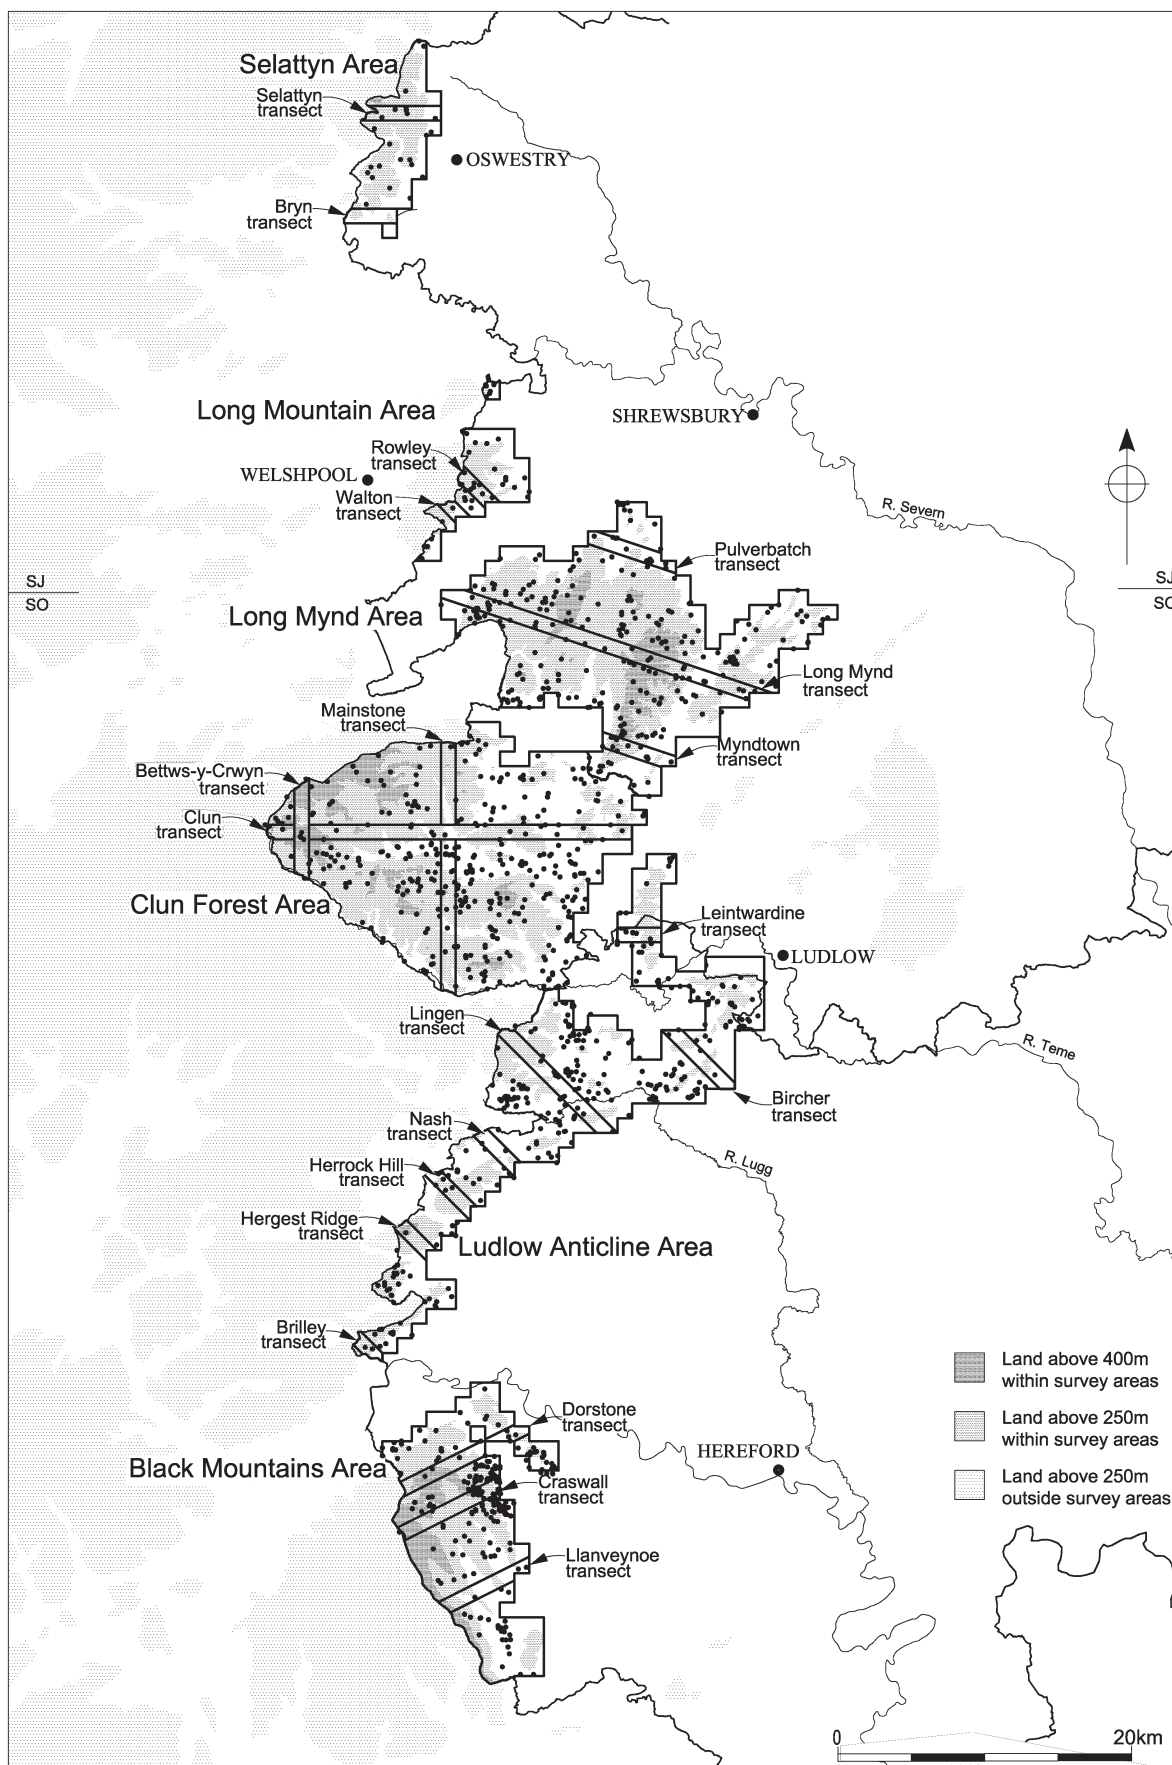 Selattyn Area
Selattyn
transect
OSWESTRY
Bryn
transect
Long Mountain Area
SHREWSBURY
Rowley
transect
WELSHPOOL
Walton
transect
R. Severn
Pulverbatch
transect
SJ
SO
SJ
SO
Long Mynd Area
Long Mynd
transect
Mainstone
transect
Myndtown
transect
Bettws-y-Crwyn
transect
Clun
transect
Clun Forest Area
Leintwardine
transect
LUDLOW
Lingen
transect
R. Teme
Bircher
transect
Nash
transect
R. Lugg
Herrock Hill
transect
Hergest Ridge
transect
Ludlow Anticline Area
Brilley
transect
Land above 400m
within survey areas
Dorstone
transect
Land above 250m
within survey areas
HEREFORD
Black Mountains Area
Craswall
transect
Land above 250m
outside survey areas
Llanveynoe
transect
0 20km